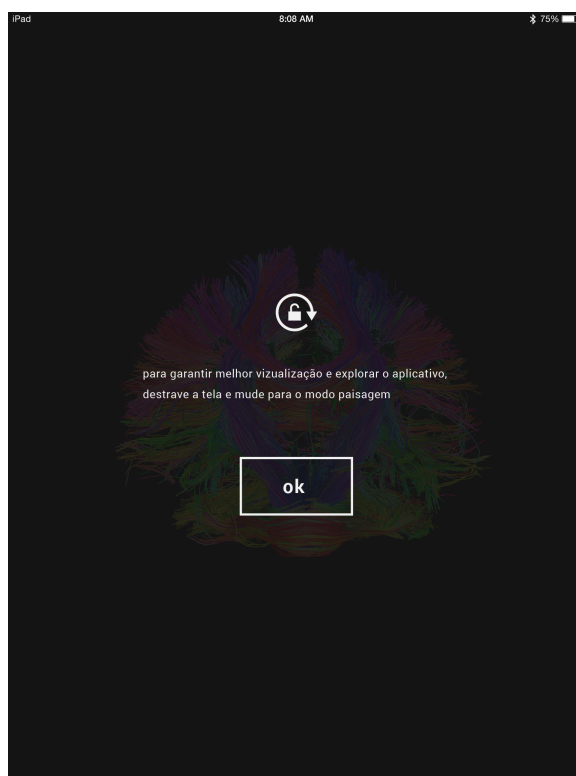 iPad 8:08 AM 75%
para garantir melhor vizualização e explorar o aplicativo,
destrave a tela e mude para o modo paisagem
ok